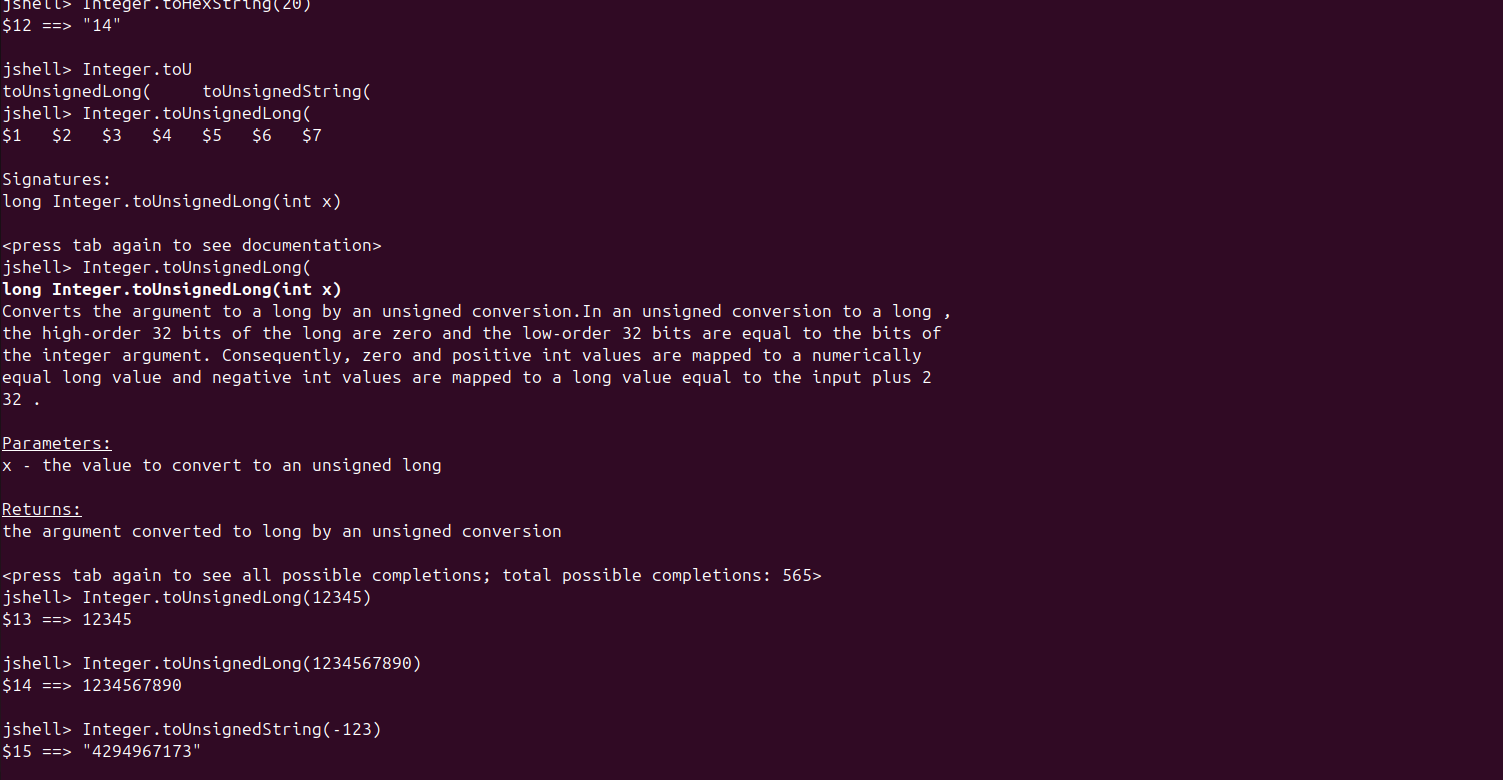 jshell> Integer.toHexString(20)
$12 ==> "14"
jshell> Integer.toU
toUnsignedLong(     toUnsignedString(
jshell> Integer.toUnsignedLong(
$1   $2   $3   $4   $5   $6   $7
Signatures:
long Integer.toUnsignedLong(int x)
<press tab again to see documentation>
jshell> Integer.toUnsignedLong(
long Integer.toUnsignedLong(int x)
Converts the argument to a long by an unsigned conversion.In an unsigned conversion to a long ,
the high-order 32 bits of the long are zero and the low-order 32 bits are equal to the bits of
the integer argument. Consequently, zero and positive int values are mapped to a numerically
equal long value and negative int values are mapped to a long value equal to the input plus 2
32 .
Parameters:
x - the value to convert to an unsigned long
Returns:
the argument converted to long by an unsigned conversion
<press tab again to see all possible completions; total possible completions: 565>
jshell> Integer.toUnsignedLong(12345)
$13 ==> 12345
jshell> Integer.toUnsignedLong(1234567890)
$14 ==> 1234567890
jshell> Integer.toUnsignedString(-123)
$15 ==> "4294967173"